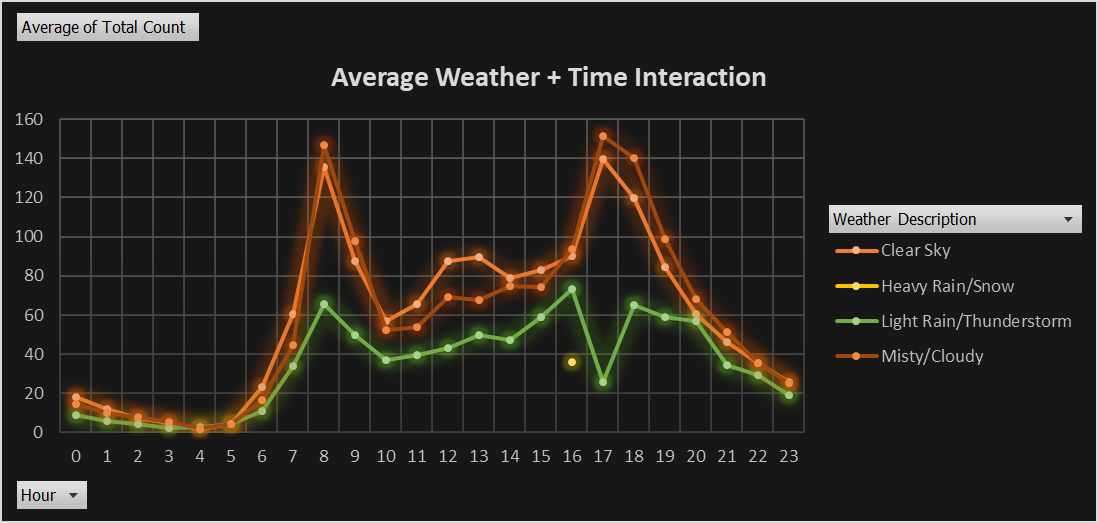 Average of Total Count
Average Weather + Time Interaction
160
140
120
100
80
60
40
20
0
0 1 2 3 4 5 6 7 8 9 10 11 12 13 14 15 16 17 18 19 20 21 22 23
Weather Description
Clear Sky
Heavy Rain/Snow
Light Rain/Thunderstorm
Misty/Cloudy
Hour